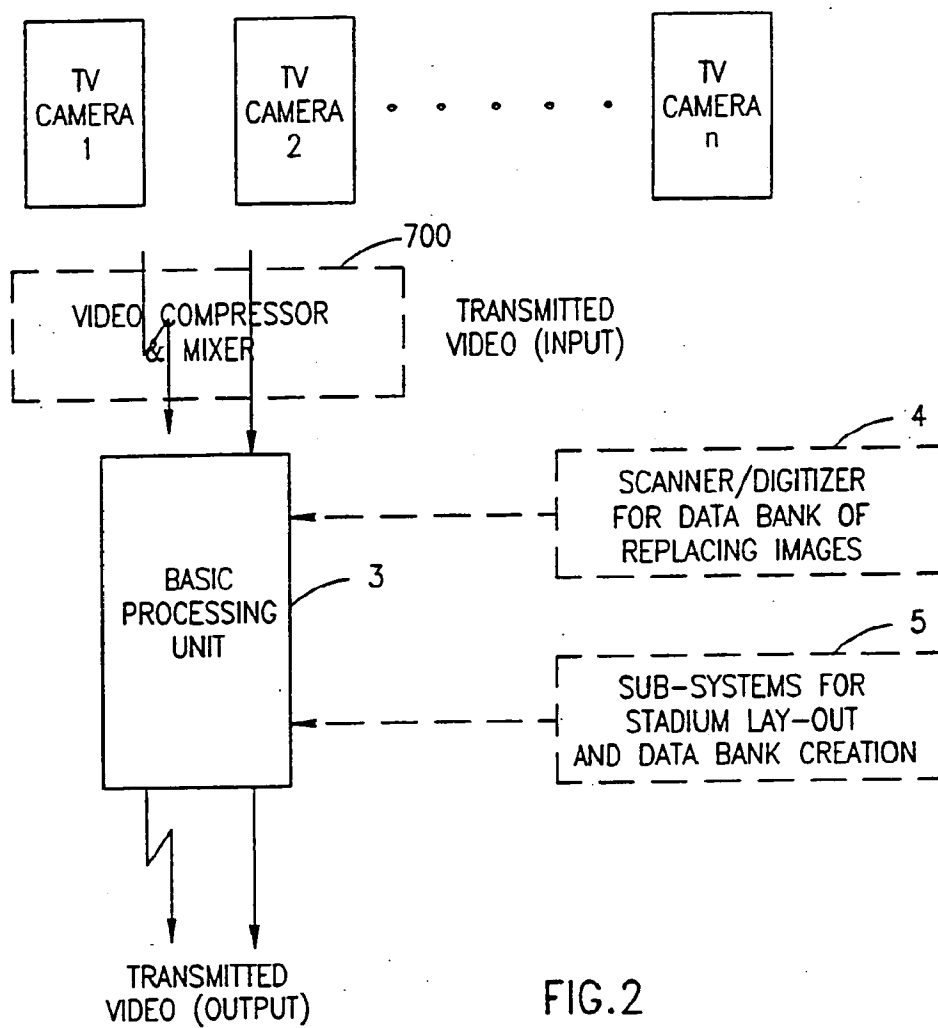 TV
CAMERA
1
TV
CAMERA
2
TV
CAMERA
n
700
VIDEO COMPRESSOR
& MIXER
TRANSMITTED
VIDEO (INPUT)
4
SCANNER/DIGITIZER
FOR DATA BANK OF
REPLACING IMAGES
BASIC
PROCESSING
UNIT
3
5
SUB-SYSTEMS FOR
STADIUM LAY-OUT
AND DATA BANK CREATION
TRANSMITTED
VIDEO (OUTPUT)
FIG.2